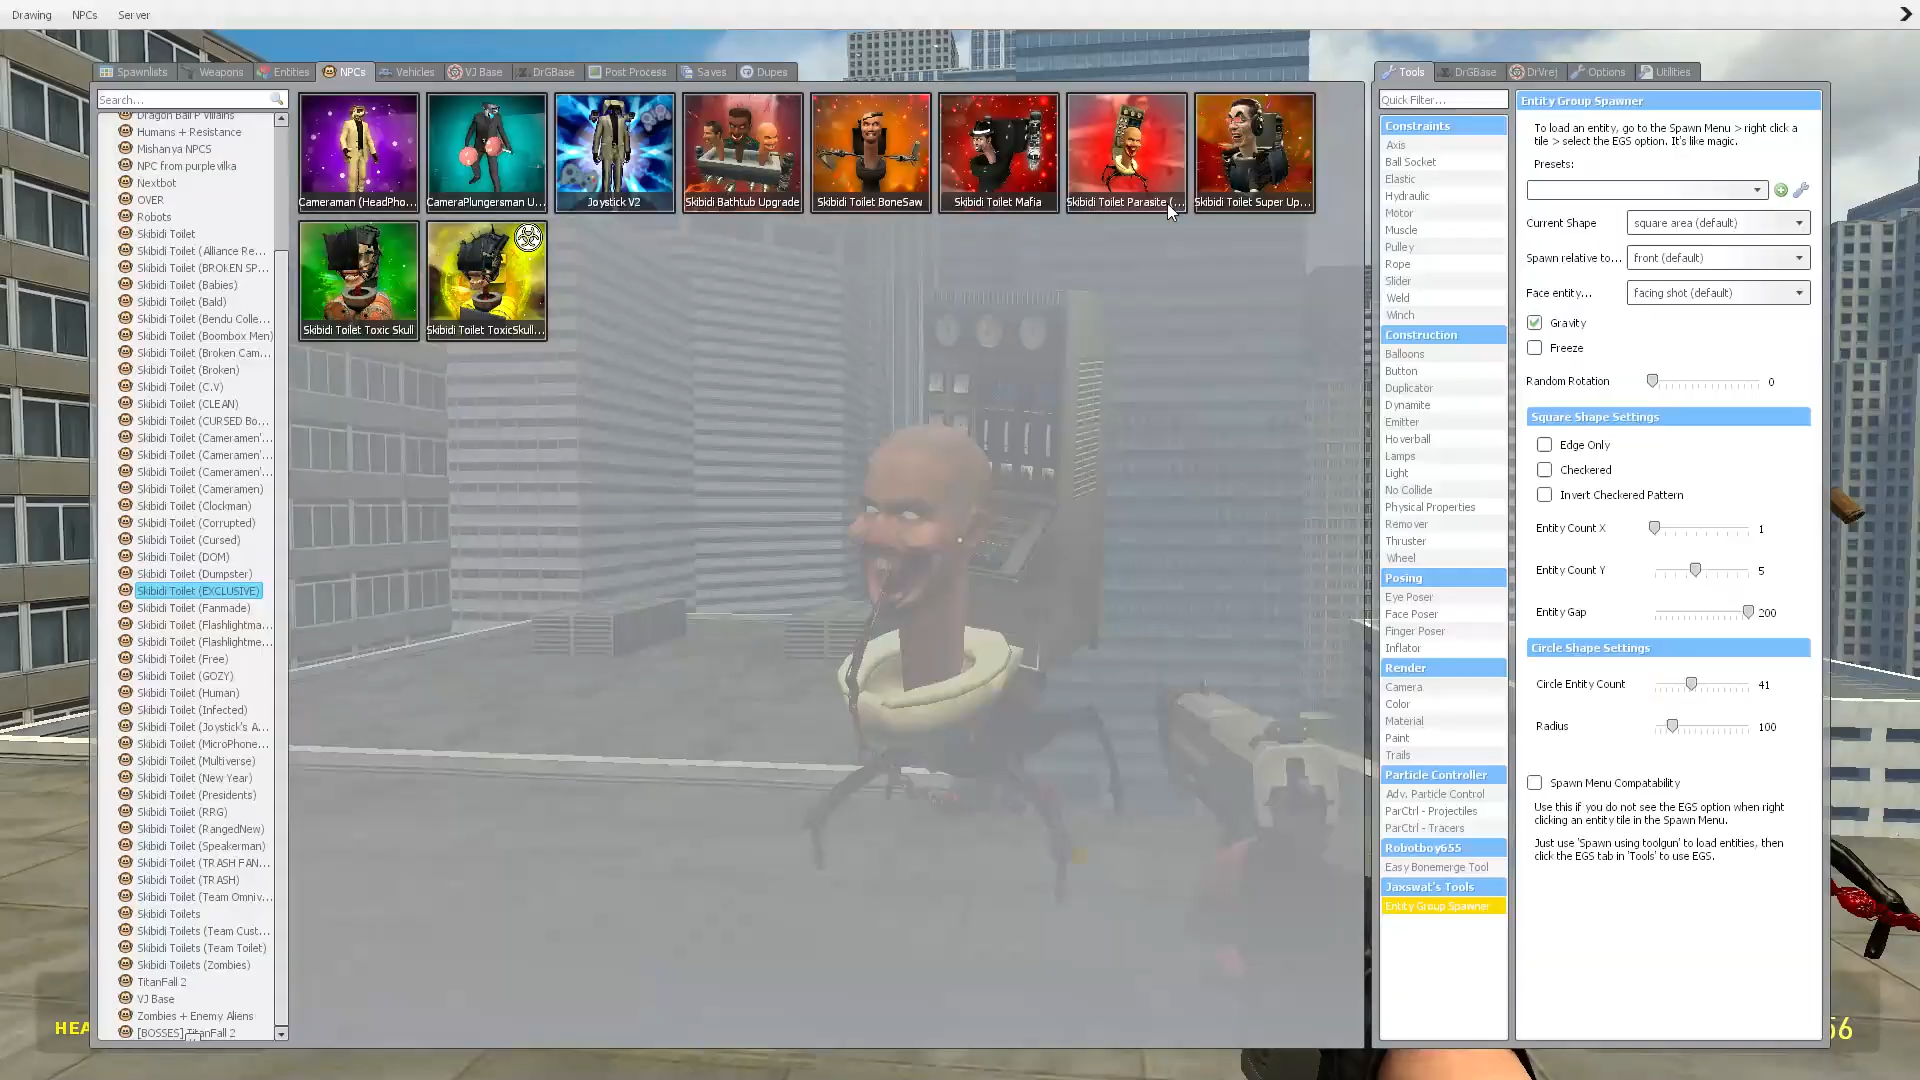 Drawing NPCs Server
Spawnlists Weapons Entities NPCs Vehicles VJ Base DrGBase Post Process Saves Dupes
Search...
Dragon Ball P Villains
Humans + Resistance
Mishanya NPCS
NPC from purplevilka
Nextbot
OVER
Robots
Skibidi Toilet
Skibidi Toilet (Alliance Re...
Skibidi Toilet (BROKEN SP...
Skibidi Toilet (Babies)
Skibidi Toilet (Bald)
Skibidi Toilet (Bendu Colle...
Skibidi Toilet (Boombox Men)
Skibidi Toilet (Broken Cam...
Skibidi Toilet (Broken)
Skibidi Toilet (C.V)
Skibidi Toilet (CLEAN)
Skibidi Toilet (CURSED Bo...
Skibidi Toilet (Cameramen'...
Skibidi Toilet (Cameramen'...
Skibidi Toilet (Cameramen'...
Skibidi Toilet (Cameramen)
Skibidi Toilet (Clockman)
Skibidi Toilet (Corrupted)
Skibidi Toilet (Cursed)
Skibidi Toilet (DOM)
Skibidi Toilet (Dumpster)
Skibidi Toilet (EXCLUSIVE)
Skibidi Toilet (Fanmade)
Skibidi Toilet (Flashlightma...
Skibidi Toilet (Flashlightme...
Skibidi Toilet (Free)
Skibidi Toilet (GOZY)
Skibidi Toilet (Human)
Skibidi Toilet (Infected)
Skibidi Toilet (Joystick's A...
Skibidi Toilet (MicroPhone...
Skibidi Toilet (Multiverse)
Skibidi Toilet (New Year)
Skibidi Toilet (Presidents)
Skibidi Toilet (RRG)
Skibidi Toilet (RangedNew)
Skibidi Toilet (Speakerman)
Skibidi Toilet (TRASH FAN...
Skibidi Toilet (TRASH)
Skibidi Toilet (Team Omniv...
Skibidi Toilets
Skibidi Toilets (Team Cust...
Skibidi Toilets (Team Toilet)
Skibidi Toilets (Zombies)
TitanFall 2
VJ Base
Zombies + Enemy Aliens
[BOSSES] TitanFall 2
Cameraman (HeadPho... CameraPlungersman U... Joystick V2 Skibidi Bathtub Upgrade Skibidi Toilet BoneSaw Skibidi Toilet Mafia Skibidi Toilet Parasite (... Skibidi Toilet Super Up...
Skibidi Toilet Toxic Skull Skibidi Toilet ToxicSkull...
HEA
56
Tools DrGBase DrVrej Options Utilities
Quick Filter...
Constraints
Axis
Ball Socket
Elastic
Hydraulic
Motor
Muscle
Pulley
Rope
Slider
Weld
Winch
Construction
Balloons
Button
Duplicator
Dynamite
Emitter
Hoverball
Lamps
Light
No Collide
Physical Properties
Remover
Thruster
Wheel
Posing
Eye Poser
Face Poser
Finger Poser
Inflator
Render
Camera
Color
Material
Paint
Trails
Particle Controller
Adv. Particle Control
ParCtrl - Projectiles
ParCtrl - Tracers
Robotboy655
Easy Bonemerge Tool
Jaxswat's Tools
Entity Group Spawner
Entity Group Spawner
To load an entity, go to the Spawn Menu > right click a
tile > select the EGS option. It's like magic.
Presets:
Current Shape square area (default)
Spawn relative to... front (default)
Face entity... facing shot (default)
Gravity
Freeze
Random Rotation 0
Square Shape Settings
Edge Only
Checkered
Invert Checkered Pattern
Entity Count X 1
Entity Count Y 5
Entity Gap 200
Circle Shape Settings
Circle Entity Count 41
Radius 100
Spawn Menu Compatability
Use this if you do not see the EGS option when right
clicking an entity tile in the Spawn Menu.
Just use 'Spawn using toolgun' to load entities, then
click the EGS tab in 'Tools' to use EGS.